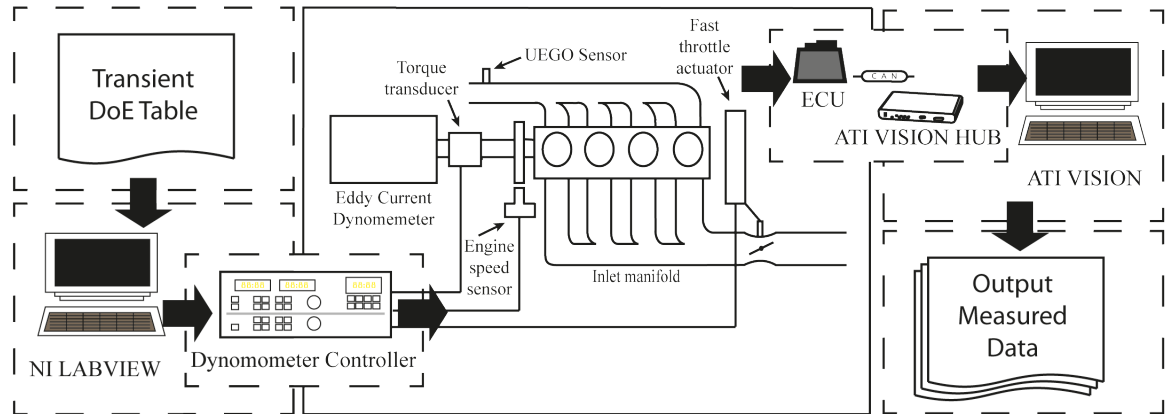 Transient
DoE Table
NI LABVIEW
Dynomometer Controller
Torque
transducer
UEGO Sensor
Fast
throttle
actuator
Eddy Current
Dynomemeter
Engine
speed
sensor
Inlet manifold
ECU
CAN
ATI VISION HUB
ATI VISION
Output
Measured
Data